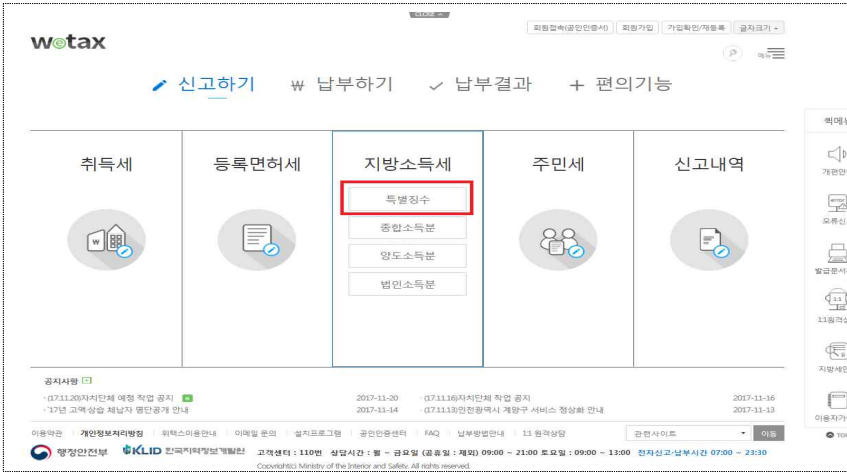 CLOSE
회원접속(공인인증서) 회원가입 가입확인/재등록 글자크기 +
wetax
메뉴
신고하기 ₩ 납부하기 납부결과 + 편의기능
퀵메뉴
취득세 등록면허세 지방소득세 주민세 신고내역
특별징수
종합소득분
양도소득분
법인소득분
1:1
공지사항 +
· (17.11.20)자치단체 예정 작업 공지 2017-11-20 · (17.11.16)자치단체 작업 공지 2017-11-16
· '17년 고액·상습 체납자 명단공개 안내 2017-11-14 · (17.11.13)인천광역시 계양구 서비스 정상화 안내 2017-11-13
이용약관 개인정보처리방침 위택스이용안내 이메일 문의 설치프로그램 공인인증센터 FAQ 납부방법안내 1:1 원격상담 관련사이트 이동
행정안전부 KLID 한국지역정보개발원 고객센터 : 110번 상담시간 : 월 ~ 금요일 (공휴일 : 제외) 09:00 ~ 21:00 토요일 : 09:00 ~ 13:00 전자신고·납부시간 07:00 ~ 23:30
Copyright(c) Ministry of the Interior and Safety. All rights reserved.